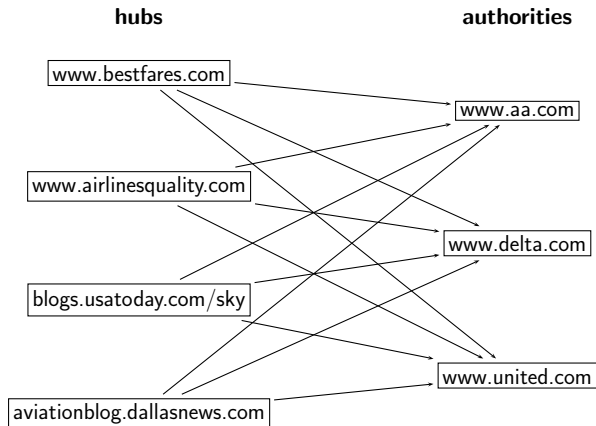 hubs
authorities
www.bestfares.com
www.aa.com
www.airlinesquality.com
www.delta.com
blogs.usatoday.com/sky
www.united.com
aviationblog.dallasnews.com